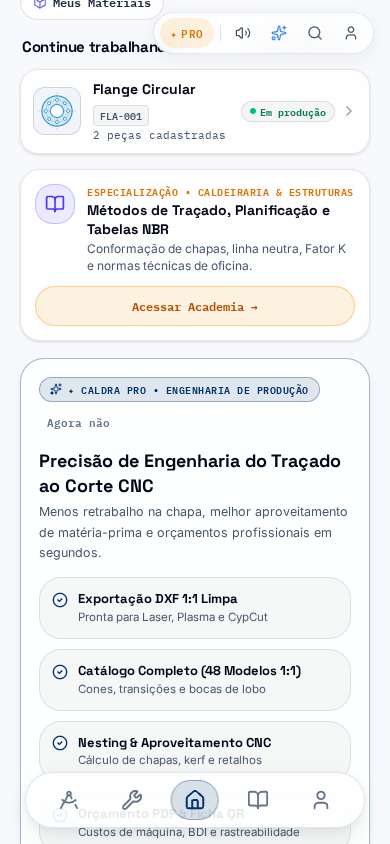 Meus Materiais
✦ PRO
Continue trabalhand
Flange Circular
FLA-001
2 peças cadastradas
Em produção
ESPECIALIZAÇÃO • CALDEIRARIA & ESTRUTURAS
Métodos de Traçado, Planificação e
Tabelas NBR
Conformação de chapas, linha neutra, Fator K
e normas técnicas de oficina.
Acessar Academia →
✦ CALDRA PRO • ENGENHARIA DE PRODUÇÃO
Agora não
Precisão de Engenharia do Traçado
ao Corte CNC
Menos retrabalho na chapa, melhor aproveitamento
de matéria-prima e orçamentos profissionais em
segundos.
Exportação DXF 1:1 Limpa
Pronta para Laser, Plasma e CypCut
Catálogo Completo (48 Modelos 1:1)
Cones, transições e bocas de lobo
Nesting & Aproveitamento CNC
Cálculo de chapas, kerf e retalhos
Orçamento PDF & Ficha QR
Custos de máquina, BDI e rastreabilidade